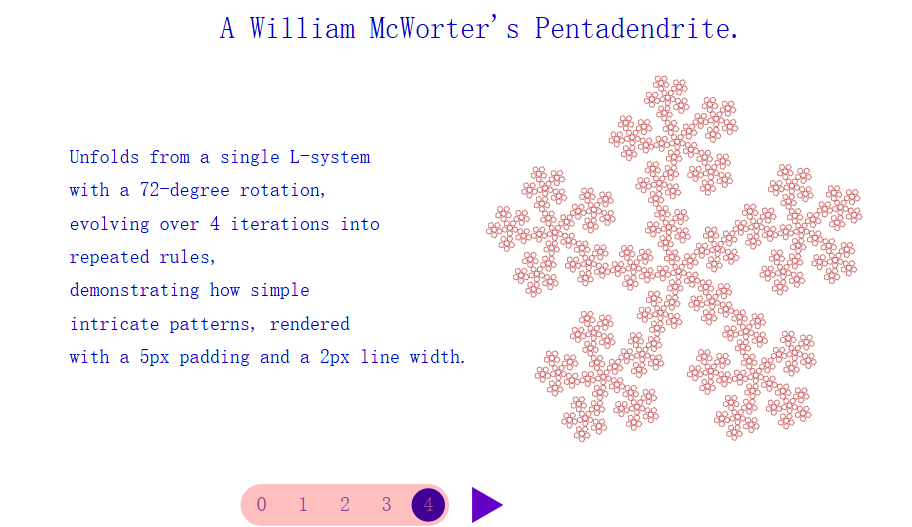 A William McWorter's Pentadendrite.
Unfolds from a single L-system
with a 72-degree rotation,
evolving over 4 iterations into
repeated rules,
demonstrating how simple
intricate patterns, rendered
with a 5px padding and a 2px line width.
0 1 2 3 4